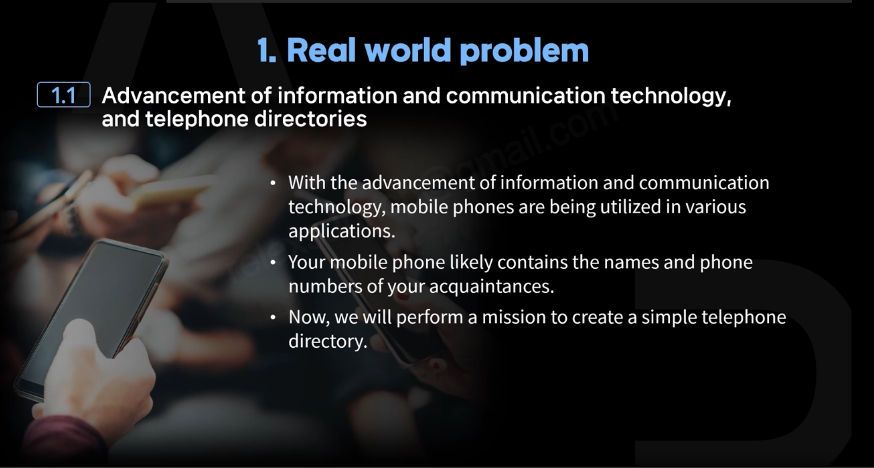 1. Real world problem
1.1 Advancement of information and communication technology,
and telephone directories
• With the advancement of information and communication
technology, mobile phones are being utilized in various
applications.
• Your mobile phone likely contains the names and phone
numbers of your acquaintances.
• Now, we will perform a mission to create a simple telephone
directory.